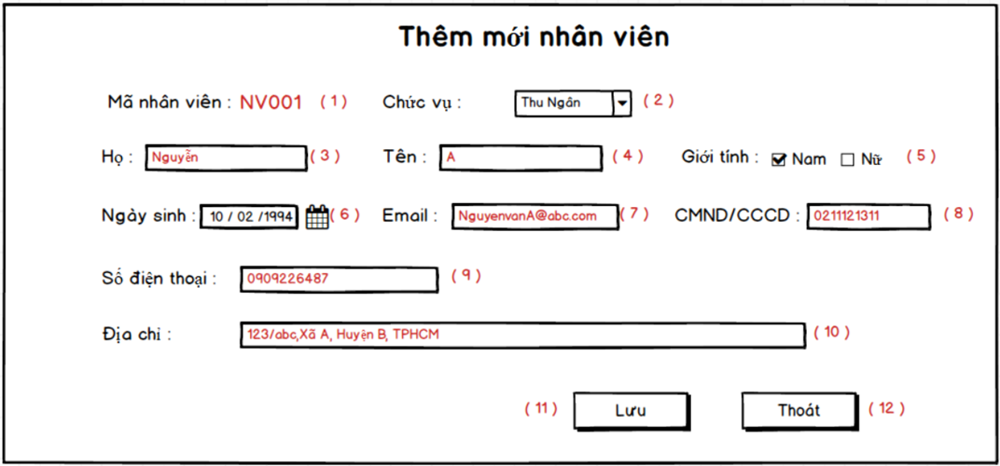 Thêm mới nhân viên
Mã nhân viên : NV001 ( 1 ) Chức vụ : Thu Ngân ( 2 )
Họ : Nguyễn ( 3 ) Tên : A ( 4 ) Giới tính : Nam Nữ ( 5 )
Ngày sinh : 10 / 02 /1994 ( 6 ) Email : NguyenvanA@abc.com ( 7 ) CMND/CCCD : 0211121311 ( 8 )
Số điện thoại : 0909226487 ( 9 )
Địa chỉ : 123/abc,Xã A, Huyện B, TPHCM ( 10 )
( 11 ) Lưu Thoát ( 12 )